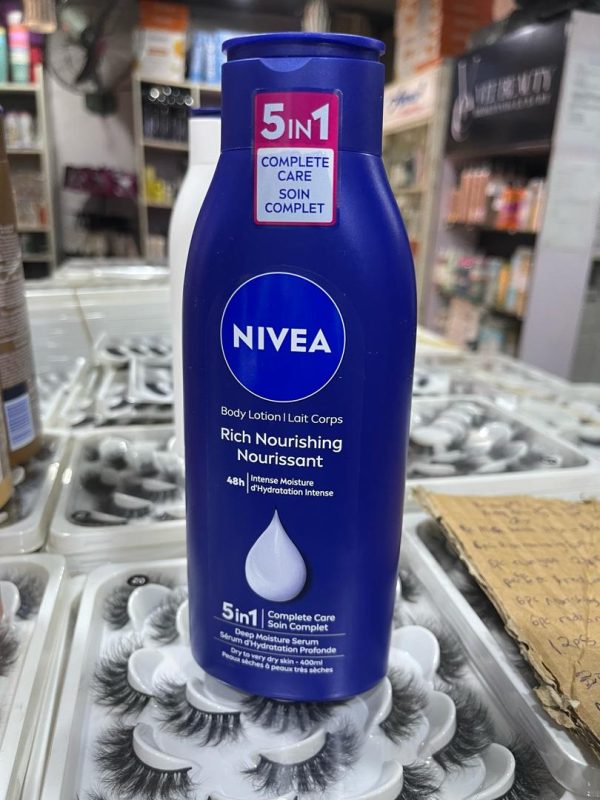 5IN1
COMPLETE
CARE
SOIN
COMPLET
NIVEA
Body Lotion | Lait Corps
Rich Nourishing
Nourissant
48h | Intense Moisture
d'Hydratation Intense
5in1 | Complete Care
Soin Complet
Deep Moisture Serum
Sérum d'Hydratation Profonde
Dry to very dry skin - 400ml
Peaux sèches à peaux très sèches
BEAUTY